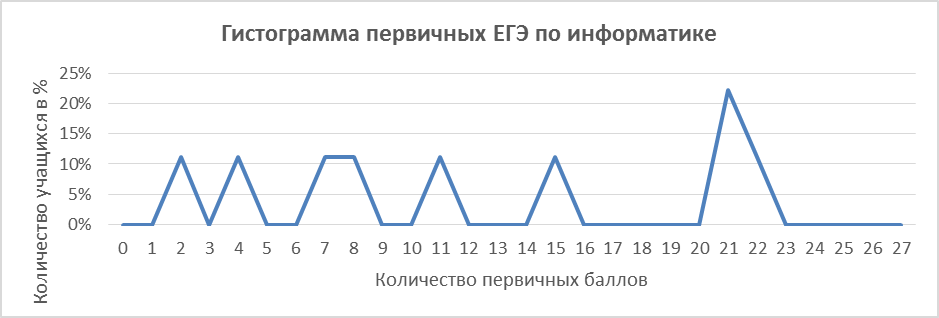 Гистограмма первичных ЕГЭ по информатике
Количество учащихся в %
25%
20%
15%
10%
5%
0%
0 1 2 3 4 5 6 7 8 9 10 11 12 13 14 15 16 17 18 19 20 21 22 23 24 25 26 27
Количество первичных баллов